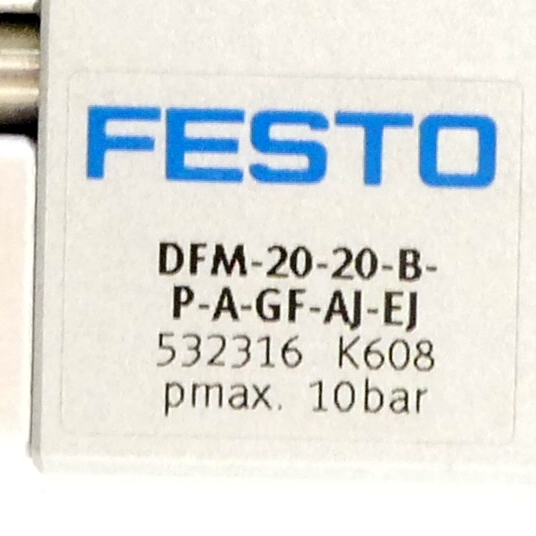 FESTO
DFM-20-20-B-
P-A-GF-AJ-EJ
532316 K608
pmax. 10bar